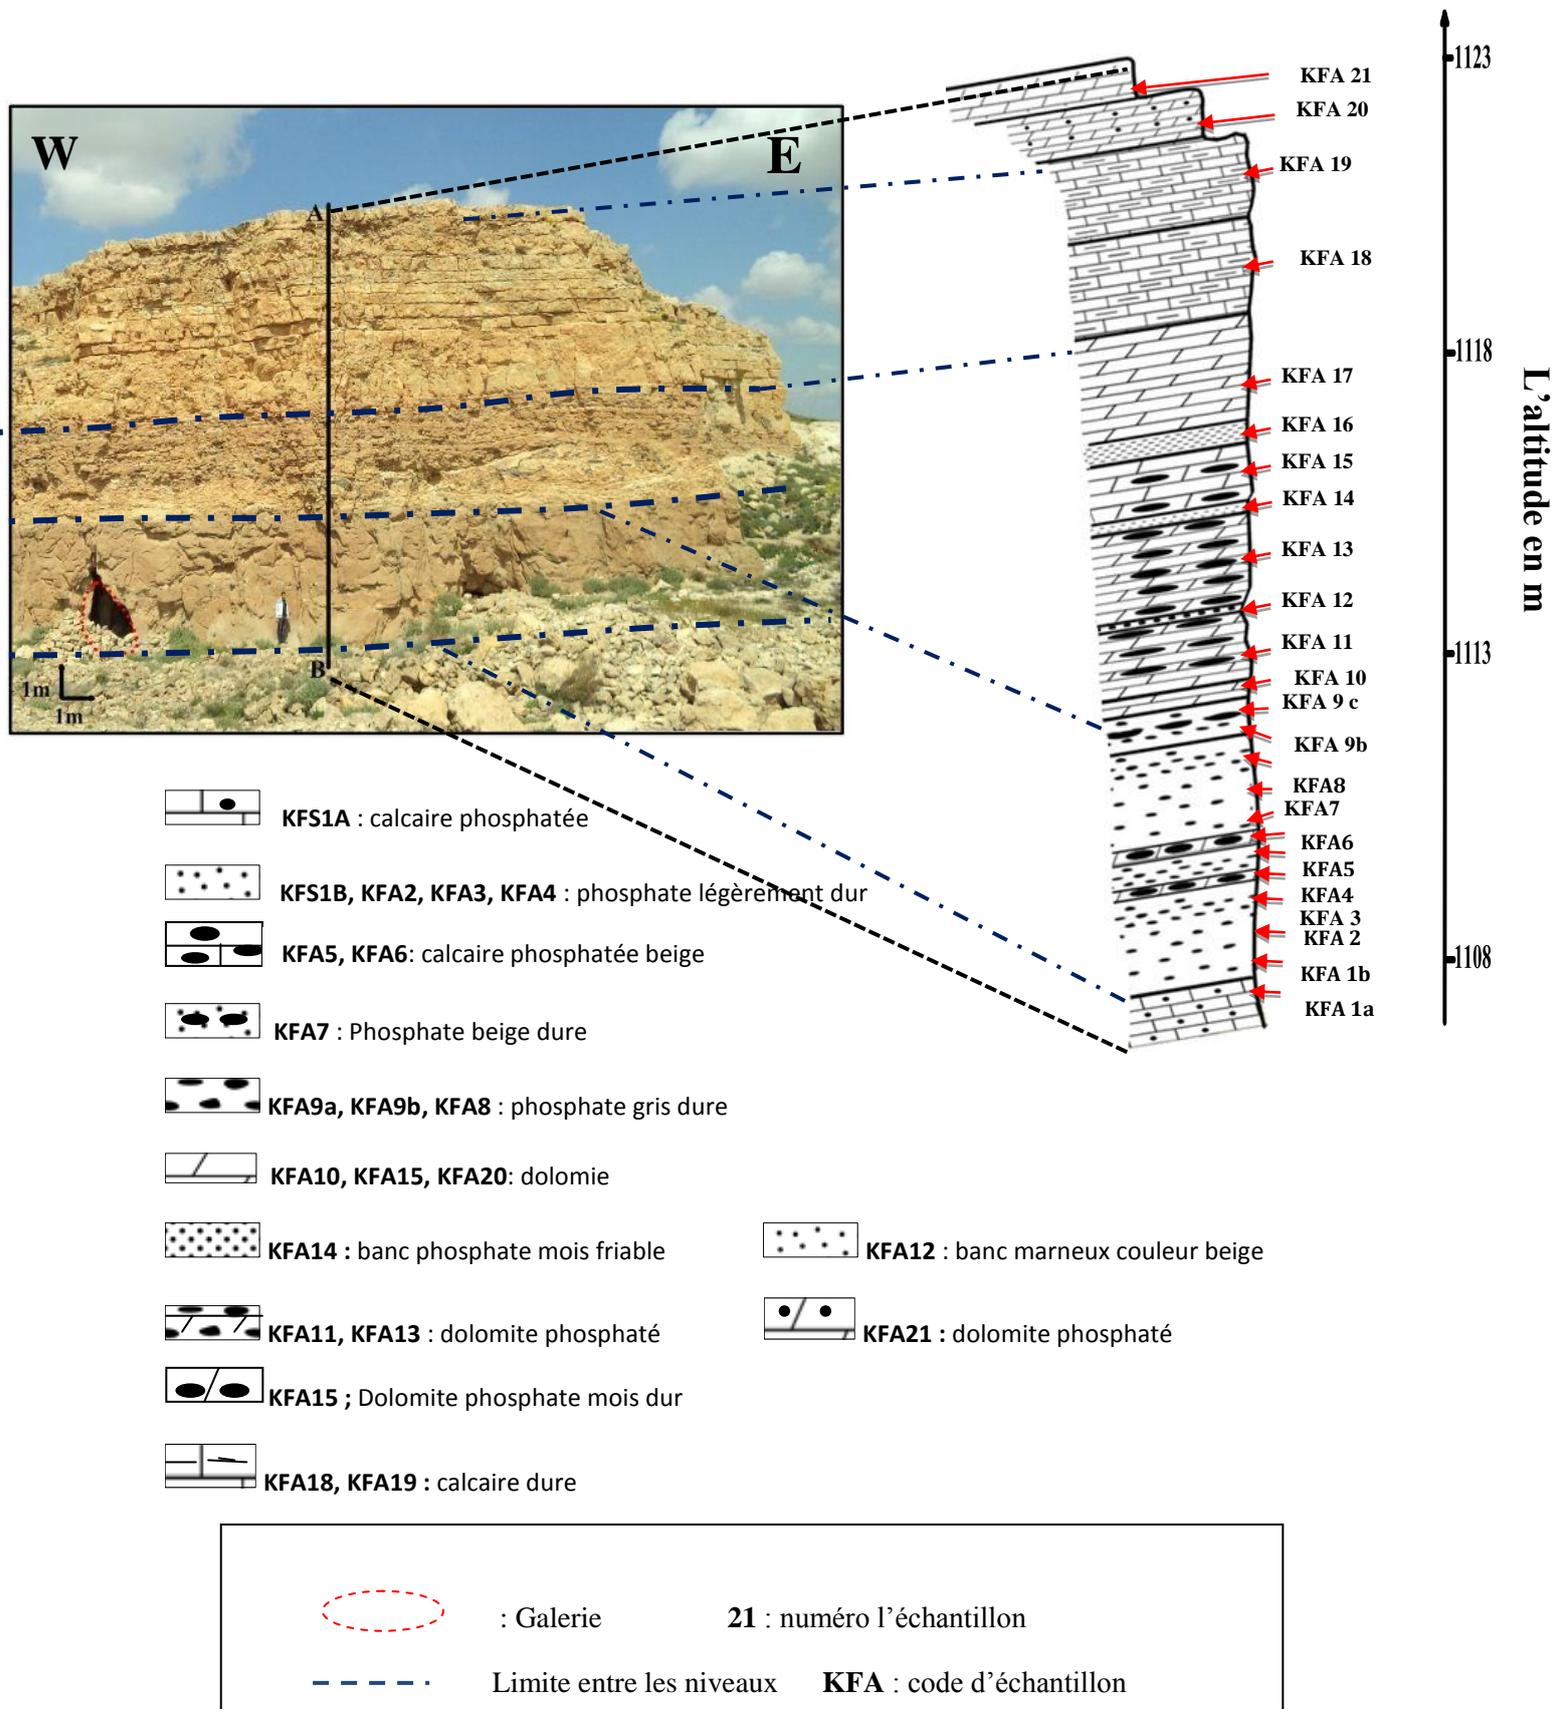 W
E
A
B
1m
1m
KFA 21
KFA 20
KFA 19
KFA 18
KFA 17
KFA 16
KFA 15
KFA 14
KFA 13
KFA 12
KFA 11
KFA 10
KFA 9 c
KFA 9b
KFA8
KFA7
KFA6
KFA5
KFA4
KFA 3
KFA 2
KFA 1b
KFA 1a
1123
1118
1113
1108
L’altitude en m
KFS1A : calcaire phosphatée
KFS1B, KFA2, KFA3, KFA4 : phosphate légèrement dur
KFA5, KFA6: calcaire phosphatée beige
KFA7 : Phosphate beige dure
KFA9a, KFA9b, KFA8 : phosphate gris dure
KFA10, KFA15, KFA20: dolomie
KFA14 : banc phosphate mois friable
KFA12 : banc marneux couleur beige
KFA11, KFA13 : dolomite phosphaté
KFA21 : dolomite phosphaté
KFA15 ; Dolomite phosphate mois dur
KFA18, KFA19 : calcaire dure
: Galerie
21 : numéro l’échantillon
Limite entre les niveaux
KFA : code d’échantillon